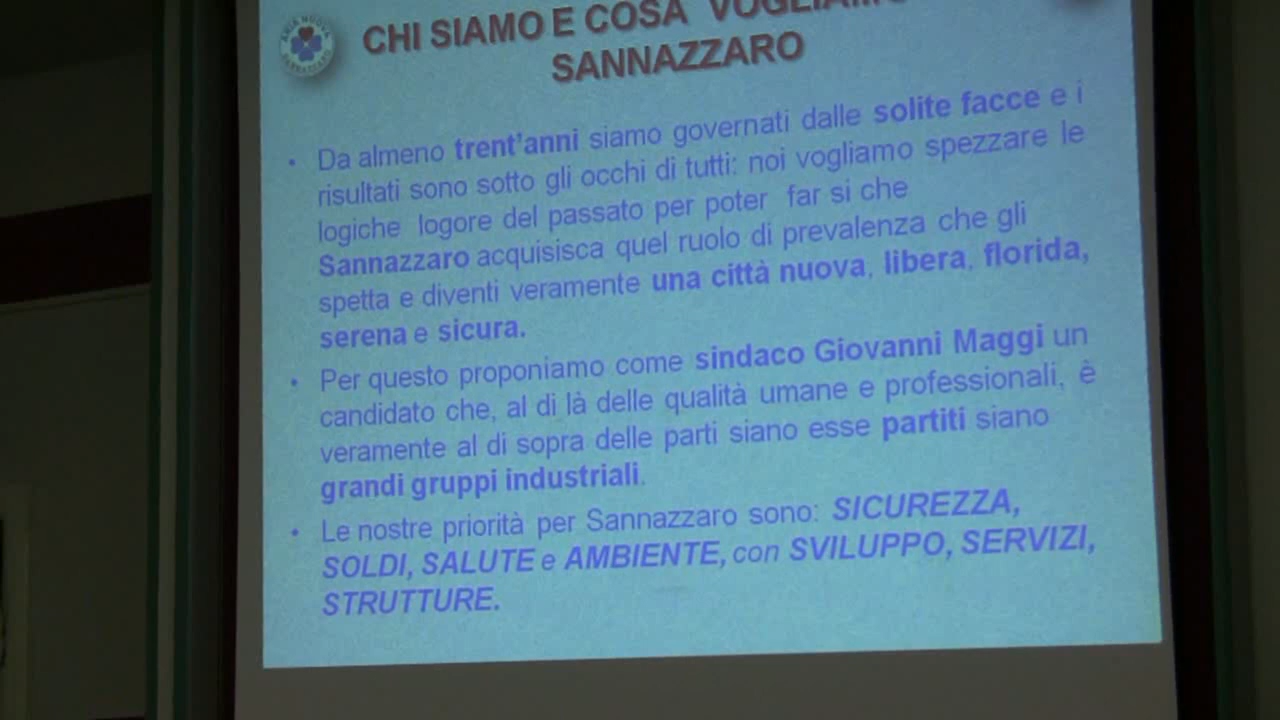 CHI SIAMO E COSA VOGLIAMO
SANNAZZARO
ARIA NUOVA
SANNAZZARO
• Da almeno trent'anni siamo governati dalle solite facce e i
risultati sono sotto gli occhi di tutti: noi vogliamo spezzare le
logiche logore del passato per poter far si che
Sannazzaro acquisisca quel ruolo di prevalenza che gli
spetta e diventi veramente una città nuova, libera, florida,
serena e sicura.
• Per questo proponiamo come sindaco Giovanni Maggi un
candidato che, al di là delle qualità umane e professionali, è
veramente al di sopra delle parti siano esse partiti siano
grandi gruppi industriali.
• Le nostre priorità per Sannazzaro sono: SICUREZZA,
SOLDI, SALUTE e AMBIENTE, con SVILUPPO, SERVIZI,
STRUTTURE.